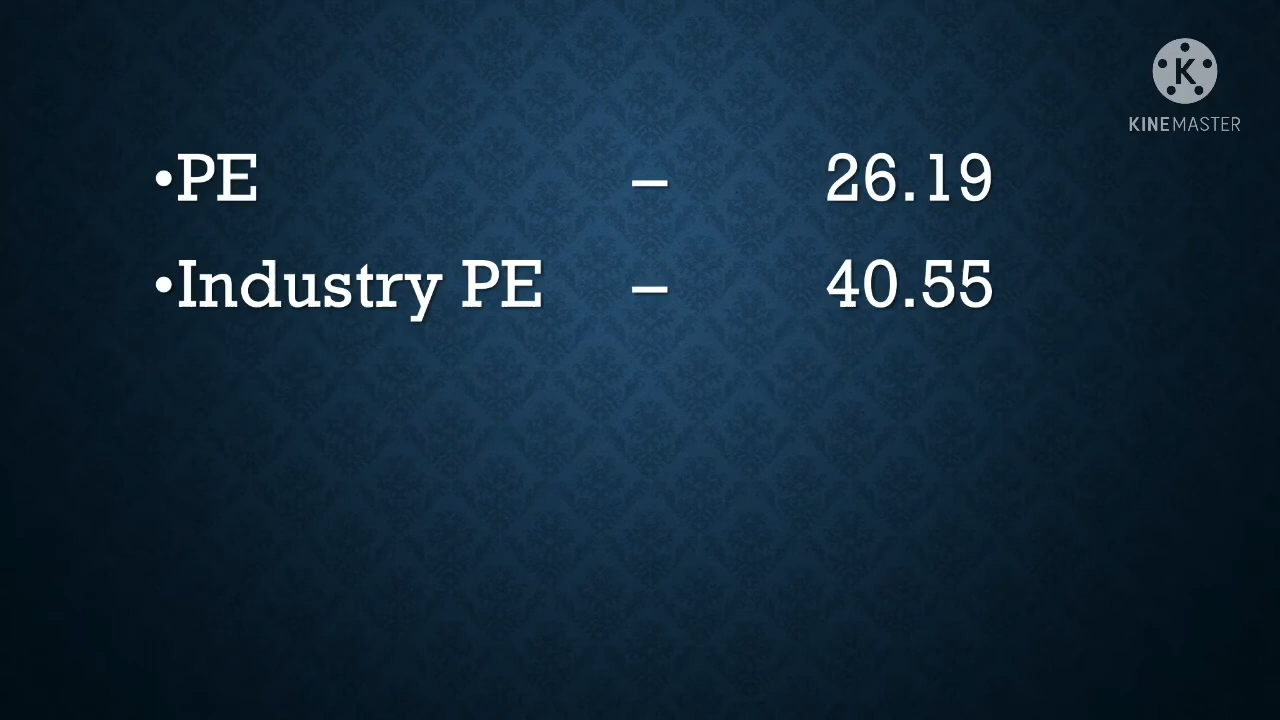 K
KINEMASTER
•PE – 26.19
•Industry PE – 40.55